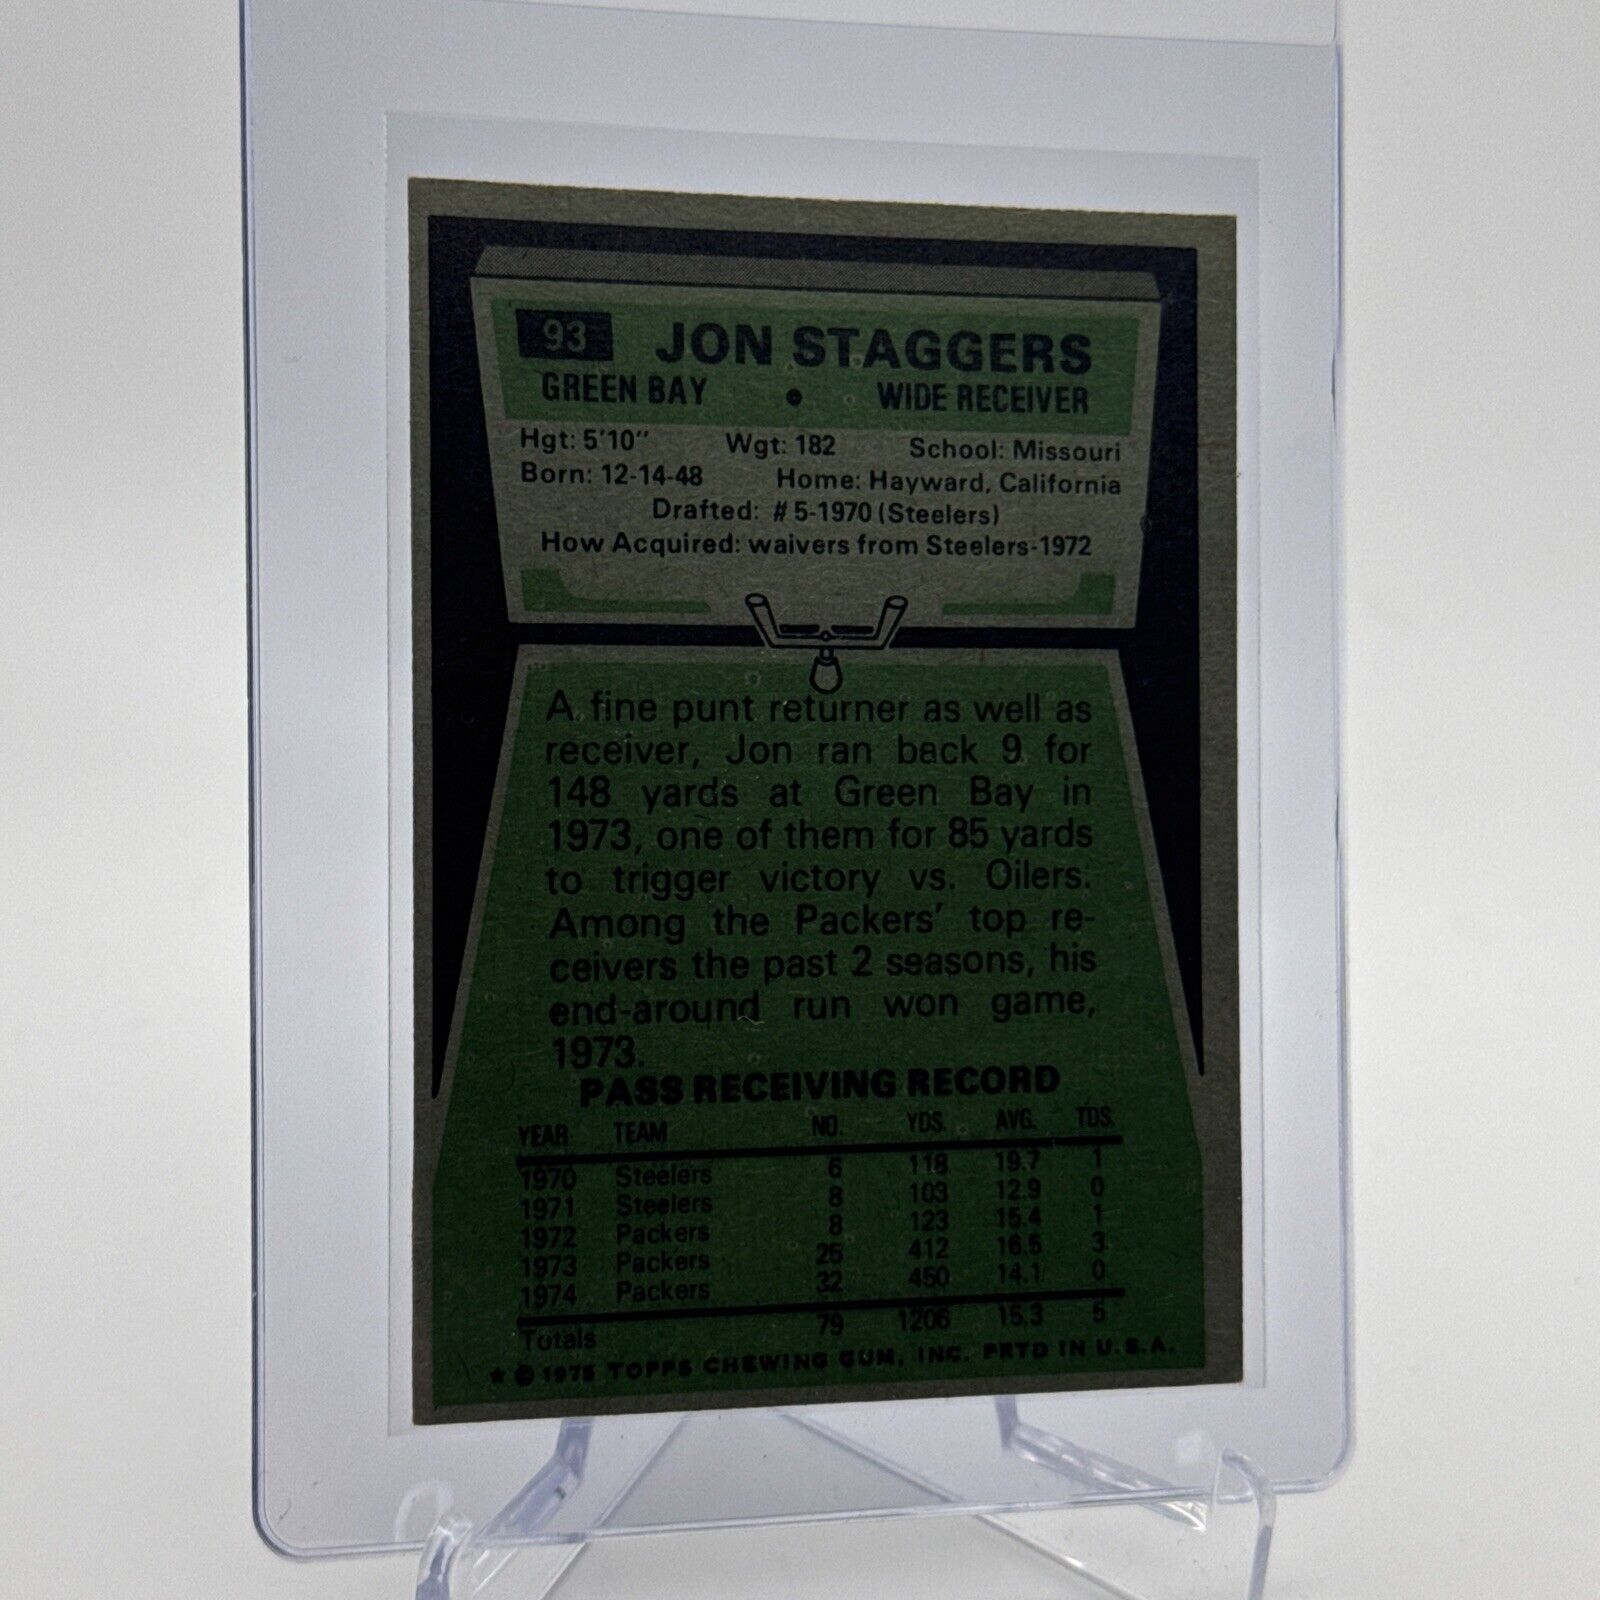 93 JON STAGGERS
GREEN BAY • WIDE RECEIVER
Hgt: 5'10" Wgt: 182 School: Missouri
Born: 12-14-48 Home: Hayward, California
Drafted: #5-1970 (Steelers)
How Acquired: waivers from Steelers-1972
A fine punt returner as well as
receiver, Jon ran back 9 for
148 yards at Green Bay in
1973, one of them for 85 yards
to trigger victory vs. Oilers.
Among the Packers' top re-
ceivers the past 2 seasons, his
end-around run won game,
1973.
PASS RECEIVING RECORD
YEAR TEAM NO. YDS. AVG. TDS.
1970 Steelers 6 118 19.7 1
1971 Steelers 8 103 12.9 0
1972 Packers 8 123 15.4 1
1973 Packers 25 412 16.5 3
1974 Packers 32 450 14.1 0
Totals 79 1206 15.3 5
★ © 1975 TOPPS CHEWING GUM, INC. PRTD IN U.S.A.